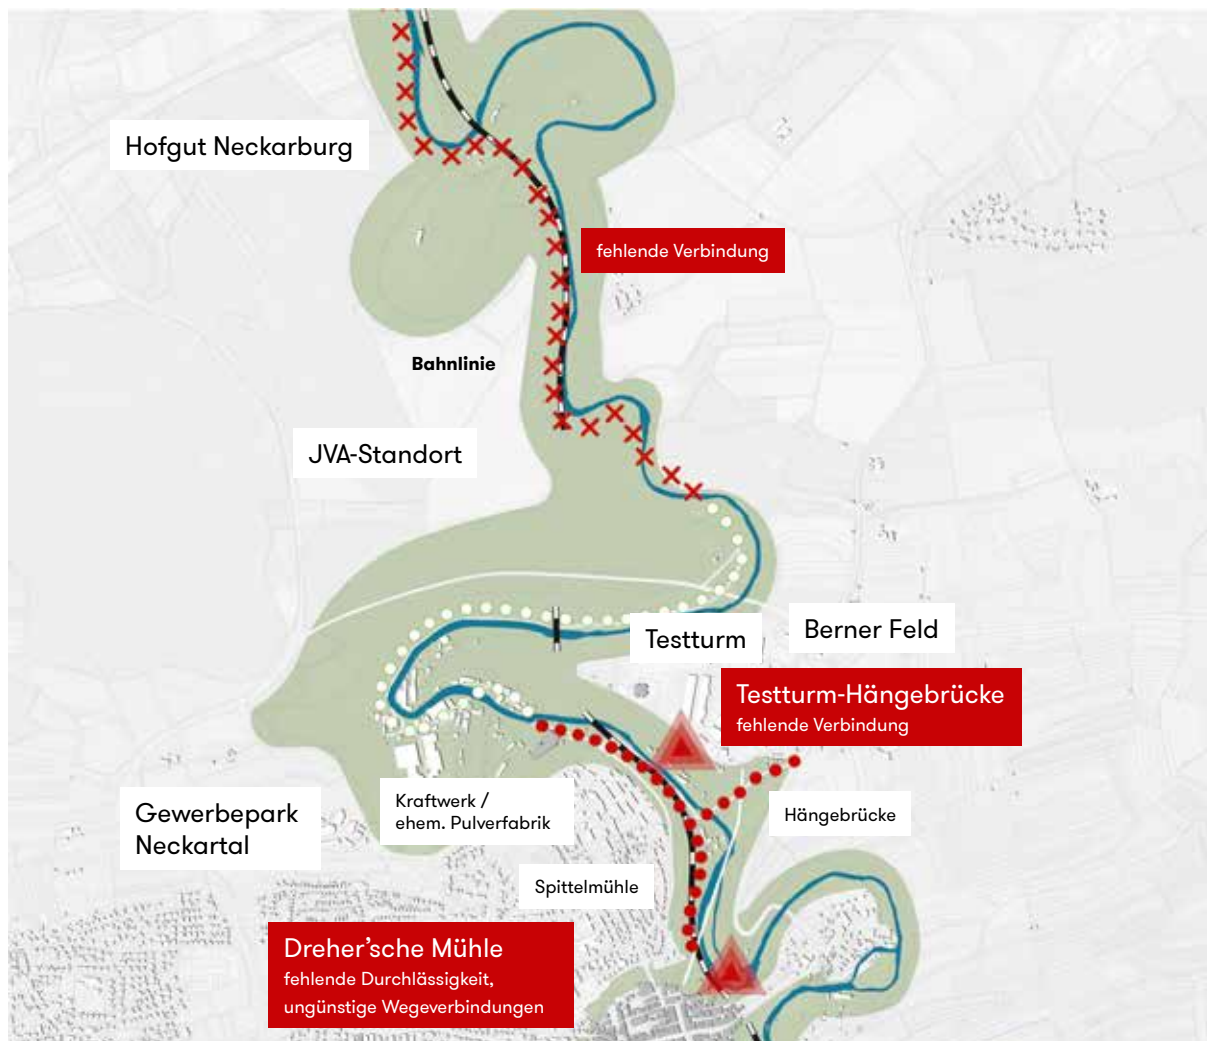 Hofgut Neckarburg
fehlende Verbindung
Bahnlinie
JVA-Standort
Berner Feld
Testturm
Testturm-Hängebrücke
fehlende Verbindung
Kraftwerk /
ehem. Pulverfabrik
Hängebrücke
Gewerbepark
Neckartal
Spittelmühle
Dreher’sche Mühle
fehlende Durchlässigkeit,
ungünstige Wegeverbindungen